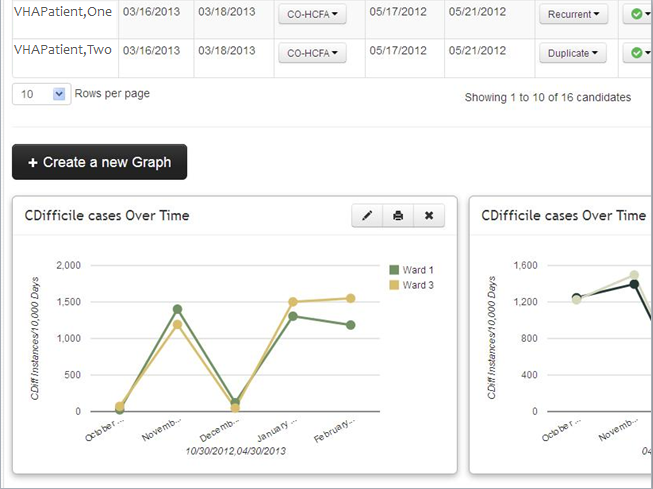 VHAPatient,One 03/16/2013 03/18/2013 CO-HCFA 05/17/2012 05/21/2012 Recurrent
VHAPatient,Two 03/16/2013 03/18/2013 CO-HCFA 05/17/2012 05/21/2012 Duplicate
10 Rows per page
Showing 1 to 10 of 16 candidates
+ Create a new Graph
CDifficile cases Over Time
CDiff Instances/10,000 Days
2,000
1,500
1,000
500
0
Ward 1
Ward 3
October ...
Novemb...
Decemb...
January ...
February...
10/30/2012,04/30/2013
CDifficile cases Over Time
CDiff Instances/10,000 Days
1,600
1,200
800
400
0
October ...
Novemb...
04